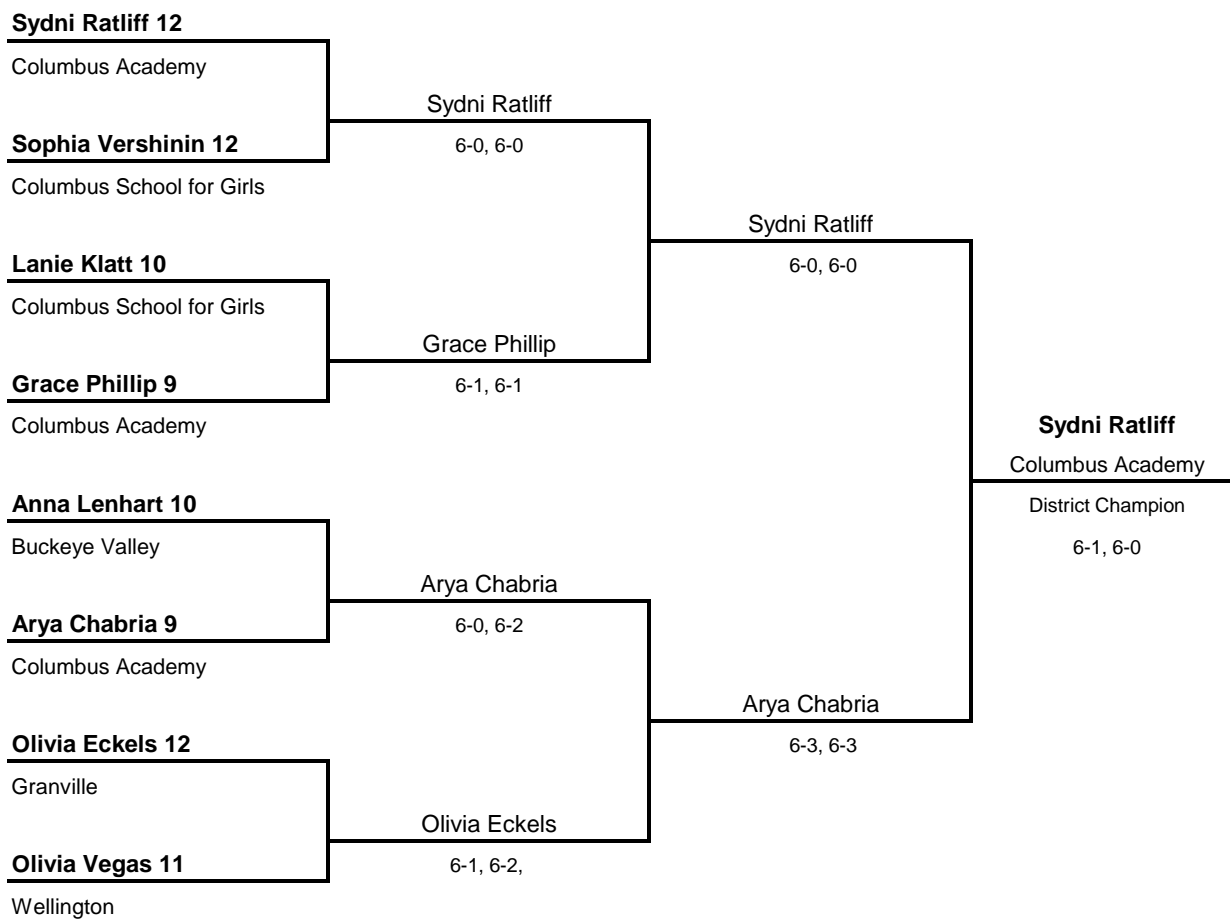 Sydni Ratliff 12
Columbus Academy
Sydni Ratliff
Sophia Vershinin 12
6-0, 6-0
Columbus School for Girls
Sydni Ratliff
Lanie Klatt 10
6-0, 6-0
Columbus School for Girls
Grace Phillip
Grace Phillip 9
6-1, 6-1
Columbus Academy
Sydni Ratliff
Columbus Academy
Anna Lenhart 10
District Champion
Buckeye Valley
6-1, 6-0
Arya Chabria
Arya Chabria 9
6-0, 6-2
Columbus Academy
Arya Chabria
Olivia Eckels 12
6-3, 6-3
Granville
Olivia Eckels
Olivia Vegas 11
6-1, 6-2,
Wellington